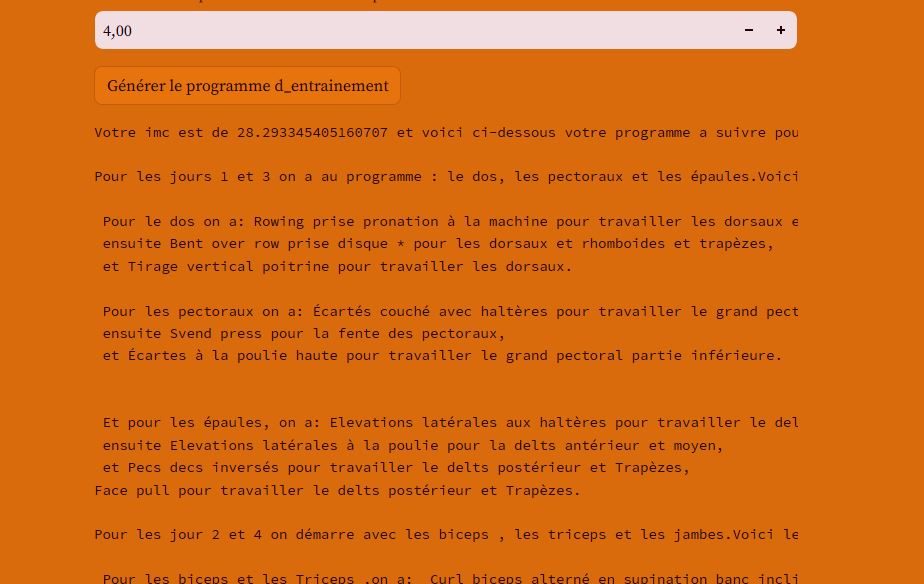 4,00
Générer le programme d_entrainement
Votre imc est de 28.293345405160707 et voici ci-dessous votre programme a suivre pou
Pour les jours 1 et 3 on a au programme : le dos, les pectoraux et les épaules.Voici
Pour le dos on a: Rowing prise pronation à la machine pour travailler les dorsaux e
ensuite Bent over row prise disque * pour les dorsaux et rhomboides et trapèzes,
et Tirage vertical poitrine pour travailler les dorsaux.
Pour les pectoraux on a: Écartés couché avec haltères pour travailler le grand pect
ensuite Svend press pour la fente des pectoraux,
et Écartes à la poulie haute pour travailler le grand pectoral partie inférieure.
Et pour les épaules, on a: Elevations latérales aux haltères pour travailler le del
ensuite Elevations latérales à la poulie pour la delts antérieur et moyen,
et Pecs decs inversés pour travailler le delts postérieur et Trapèzes,
Face pull pour travailler le delts postérieur et Trapèzes.
Pour les jour 2 et 4 on démarre avec les biceps , les triceps et les jambes.Voici le
Pour les biceps et les Triceps ,on a:  Curl biceps alterné en supination banc incli